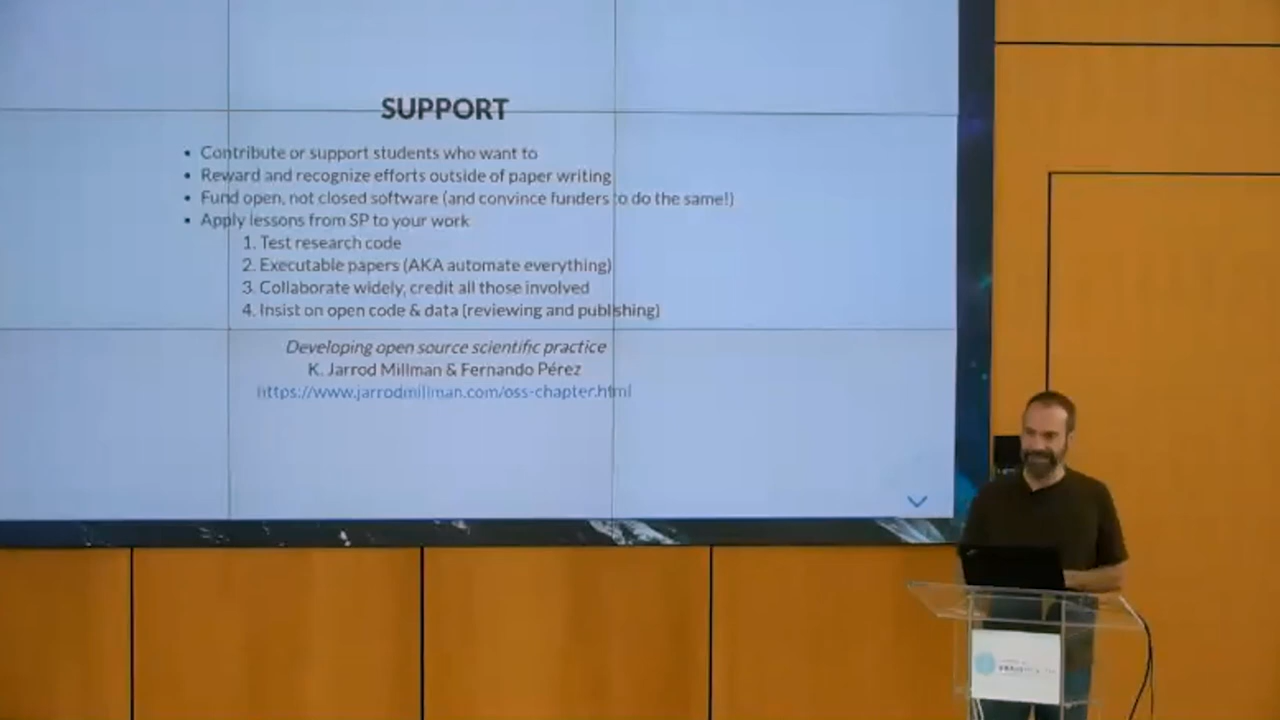 SUPPORT
• Contribute or support students who want to
• Reward and recognize efforts outside of paper writing
• Fund open, not closed software (and convince funders to do the same!)
• Apply lessons from SP to your work
1. Test research code
2. Executable papers (AKA automate everything)
3. Collaborate widely, credit all those involved
4. Insist on open code & data (reviewing and publishing)
Developing open source scientific practice
K. Jarrod Millman & Fernando Pérez
https://www.jarrodmillman.com/oss-chapter.html